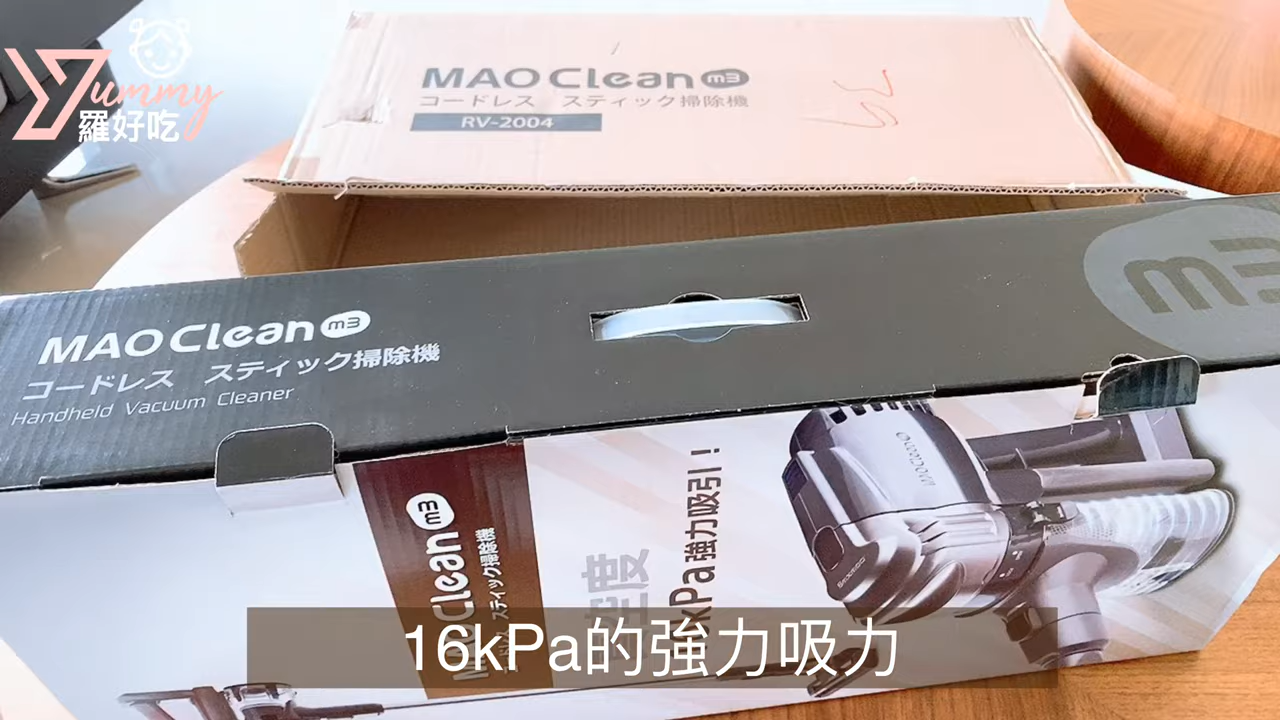 Yummy
羅好吃
MAO Clean m3
コードレス スティック掃除機
RV-2004
m3
MAO Clean m3
コードレス スティック掃除機
Handheld Vacuum Cleaner
MAO Clean m3
スティック掃除機
kPa強力吸引!
MAOClean
16kPa的強力吸力